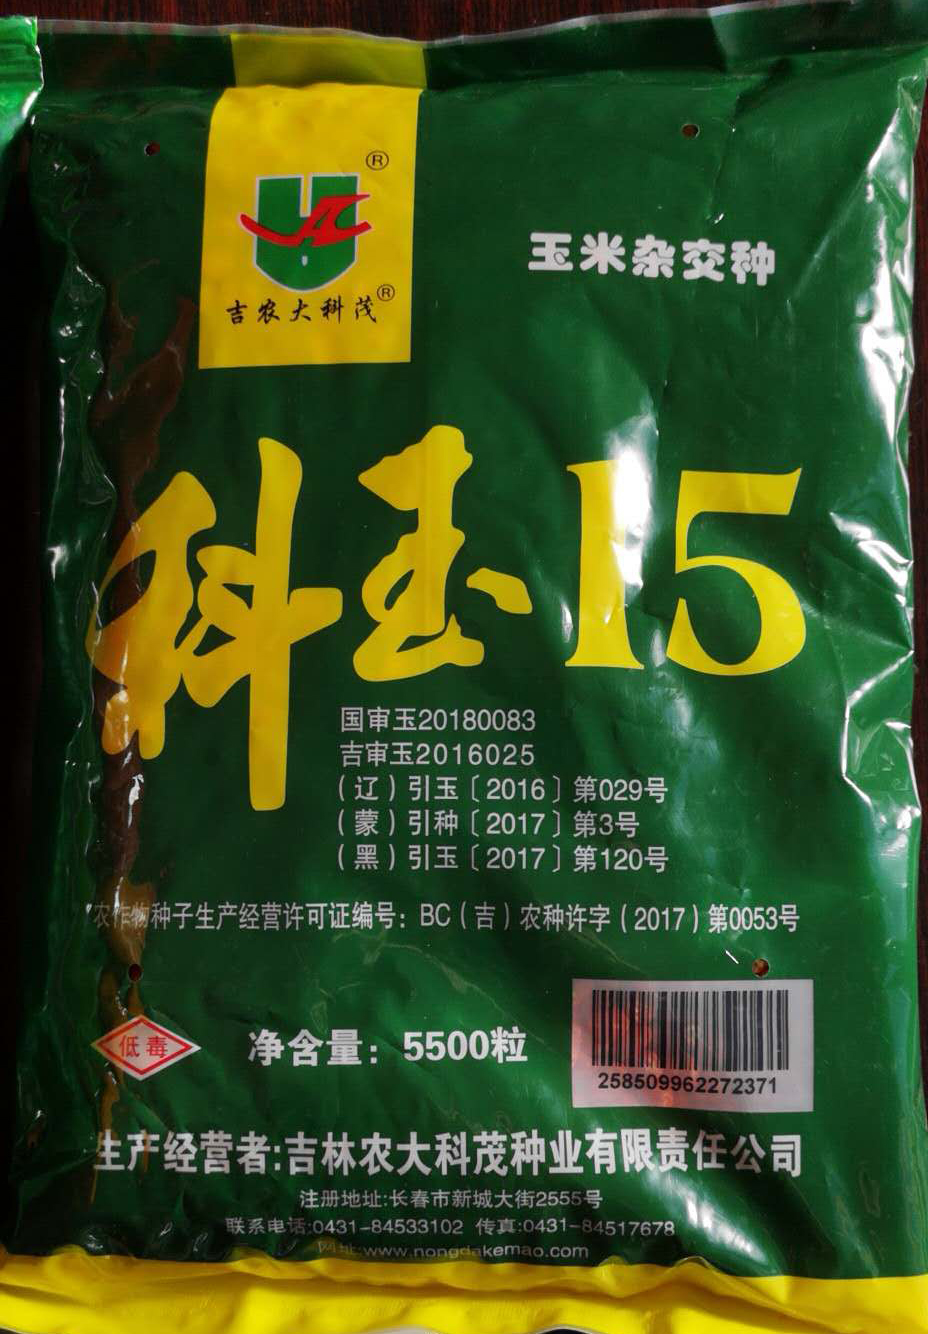 ®
吉农大科茂®
玉米杂交种
科玉15
国审玉20180083
吉审玉2016025
（辽）引玉〔2016〕第029号
（蒙）引种〔2017〕第3号
（黑）引玉〔2017〕第120号
农作物种子生产经营许可证编号：BC（吉）农种许字（2017）第0053号
低毒
净含量：5500粒
258509962272371
生产经营者:吉林农大科茂种业有限责任公司
注册地址:长春市新城大街2555号
联系电话:0431-84533102 传真:0431-84517678
网址:www.nongdakemao.com